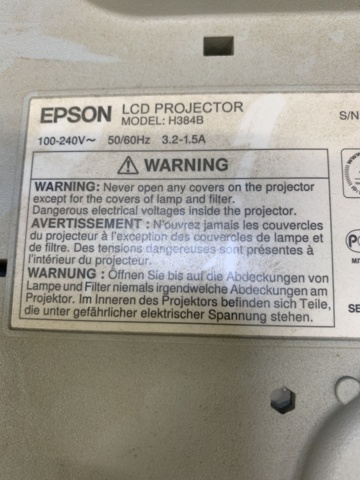 EPSON LCD PROJECTOR
MODEL: H384B
S/N
100-240V~ 50/60Hz 3.2-1.5A
WARNING
WARNING: Never open any covers on the projector
except for the covers of lamp and filter.
Dangerous electrical voltages inside the projector.
AVERTISSEMENT : N'ouvrez jamais les couvercles
du projecteur à l'exception des couvercles de lampe et
de filtre. Des tensions dangereuses sont présentes à
l'intérieur du projecteur.
WARNUNG : Öffnen Sie bis auf die Abdeckungen von
Lampe und Filter niemals irgendwelche Abdeckungen am
Projektor. Im Inneren des Projektors befinden sich Teile,
die unter gefährlicher elektrischer Spannung stehen.